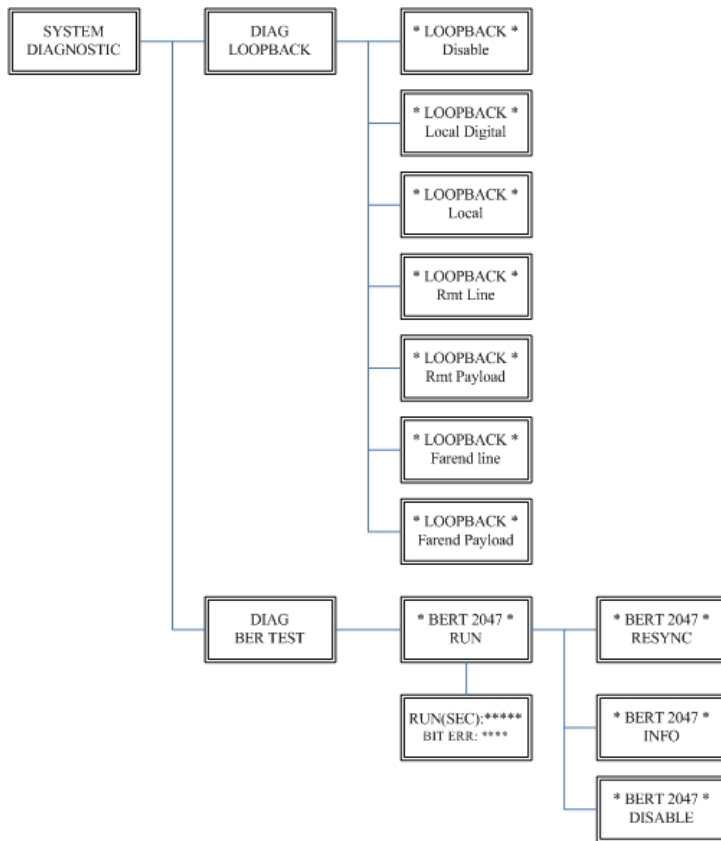 SYSTEM
DIAGNOSTIC
DIAG
LOOPBACK
* LOOPBACK *
Disable
* LOOPBACK *
Local Digital
* LOOPBACK *
Local
* LOOPBACK *
Rmt Line
* LOOPBACK *
Rmt Payload
* LOOPBACK *
Farend line
* LOOPBACK *
Farend Payload
DIAG
BER TEST
* BERT 2047 *
RUN
* BERT 2047 *
RESYNC
RUN(SEC):*****
BIT ERR: ****
* BERT 2047 *
INFO
* BERT 2047 *
DISABLE